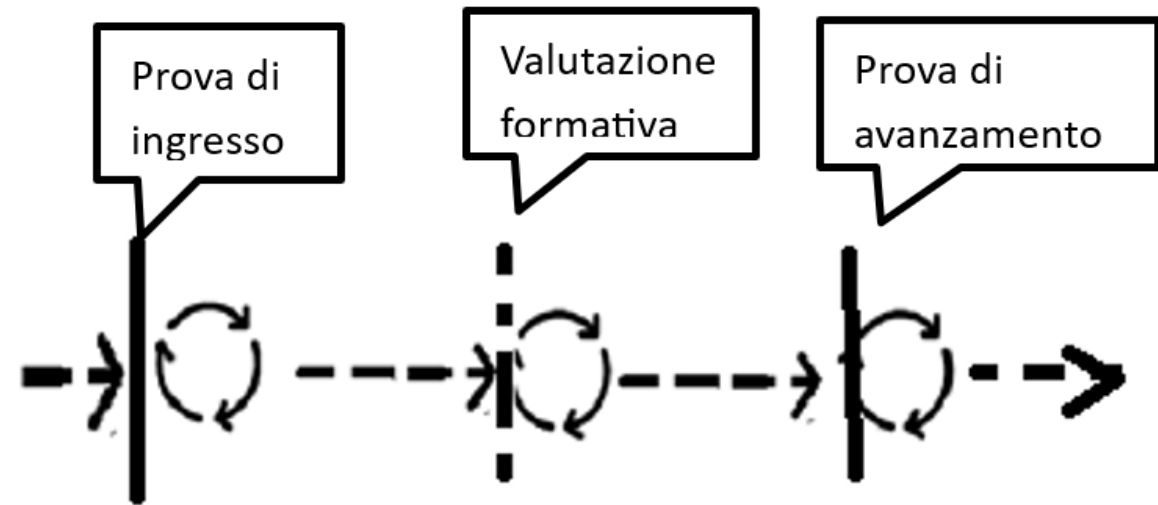 Prova di
ingresso
Valutazione
formativa
Prova di
avanzamento